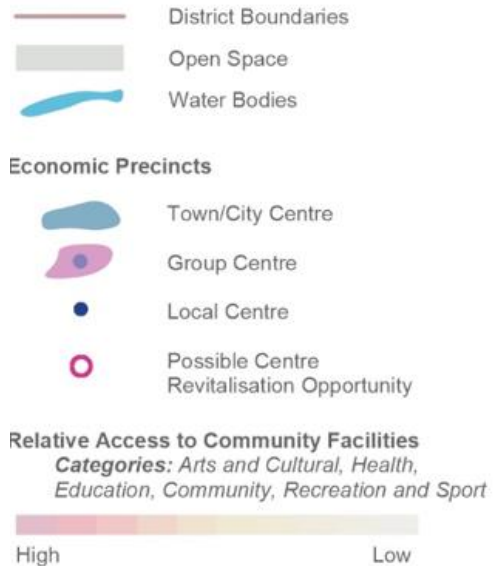 District Boundaries
Open Space
Water Bodies
Economic Precincts
Town/City Centre
Group Centre
Local Centre
Possible Centre
Revitalisation Opportunity
Relative Access to Community Facilities
Categories: Arts and Cultural, Health,
Education, Community, Recreation and Sport
High Low